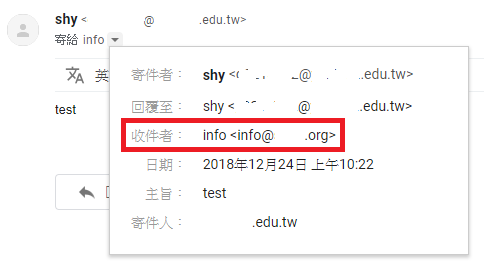 shy < @ .edu.tw>
寄給 info
英
test
寄件者： shy < @ .edu.tw>
回覆至： shy < @ .edu.tw>
收件者： info <info@ .org>
日期： 2018年12月24日 上午10:22
主旨： test
寄件人： .edu.tw